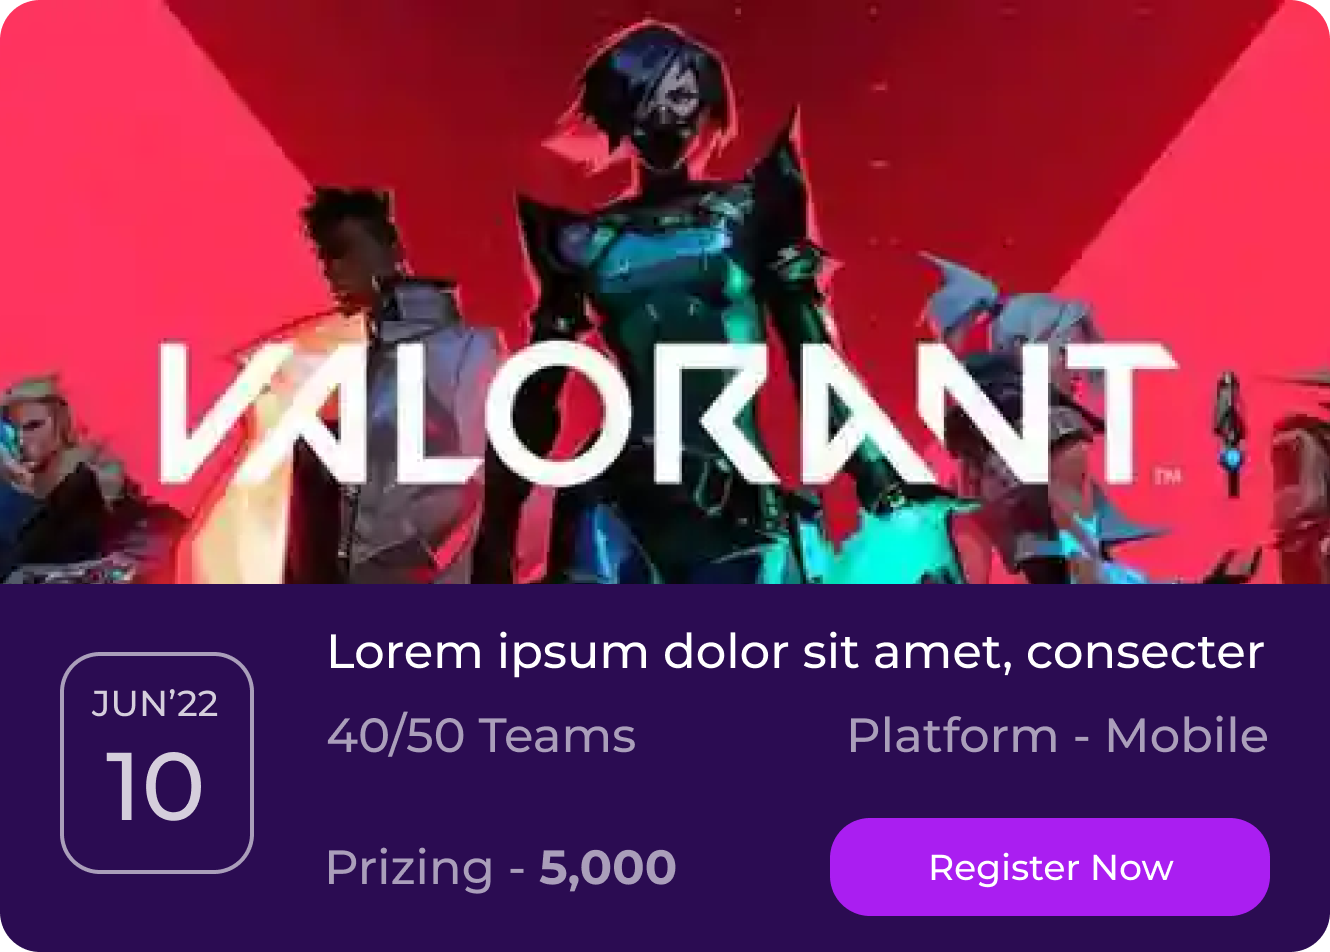 VALORANT
TM
JUN’22
10
Lorem ipsum dolor sit amet, consecter
40/50 Teams
Platform - Mobile
Prizing - 5,000
Register Now